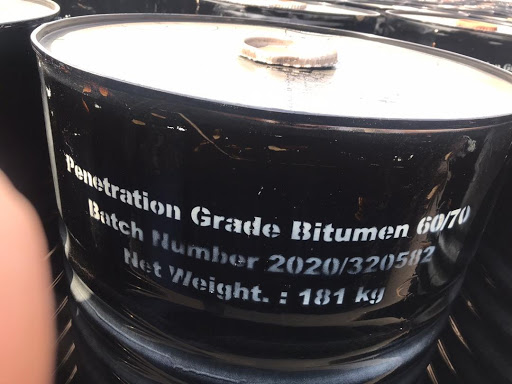 Penetration Grade Bitumen 60/70
Batch Number 2020/320582
Net Weight. : 181 kg